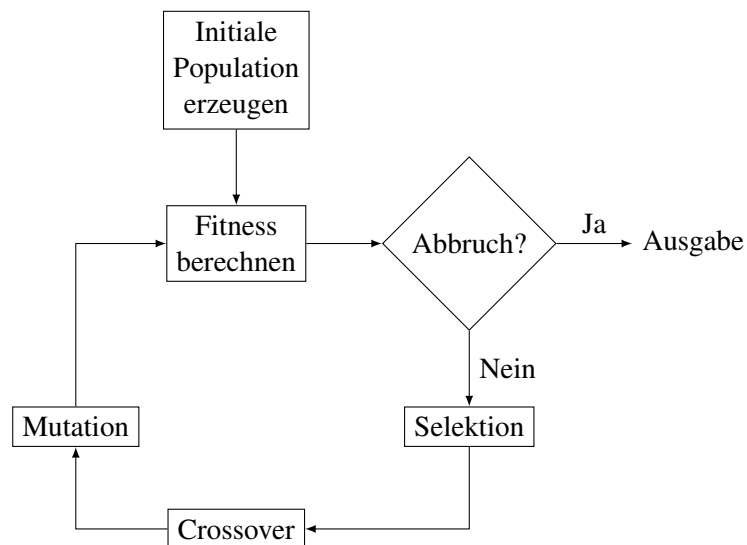 Initiale
Population
erzeugen
Fitness
berechnen
Abbruch?
Ja
Ausgabe
Nein
Mutation
Selektion
Crossover